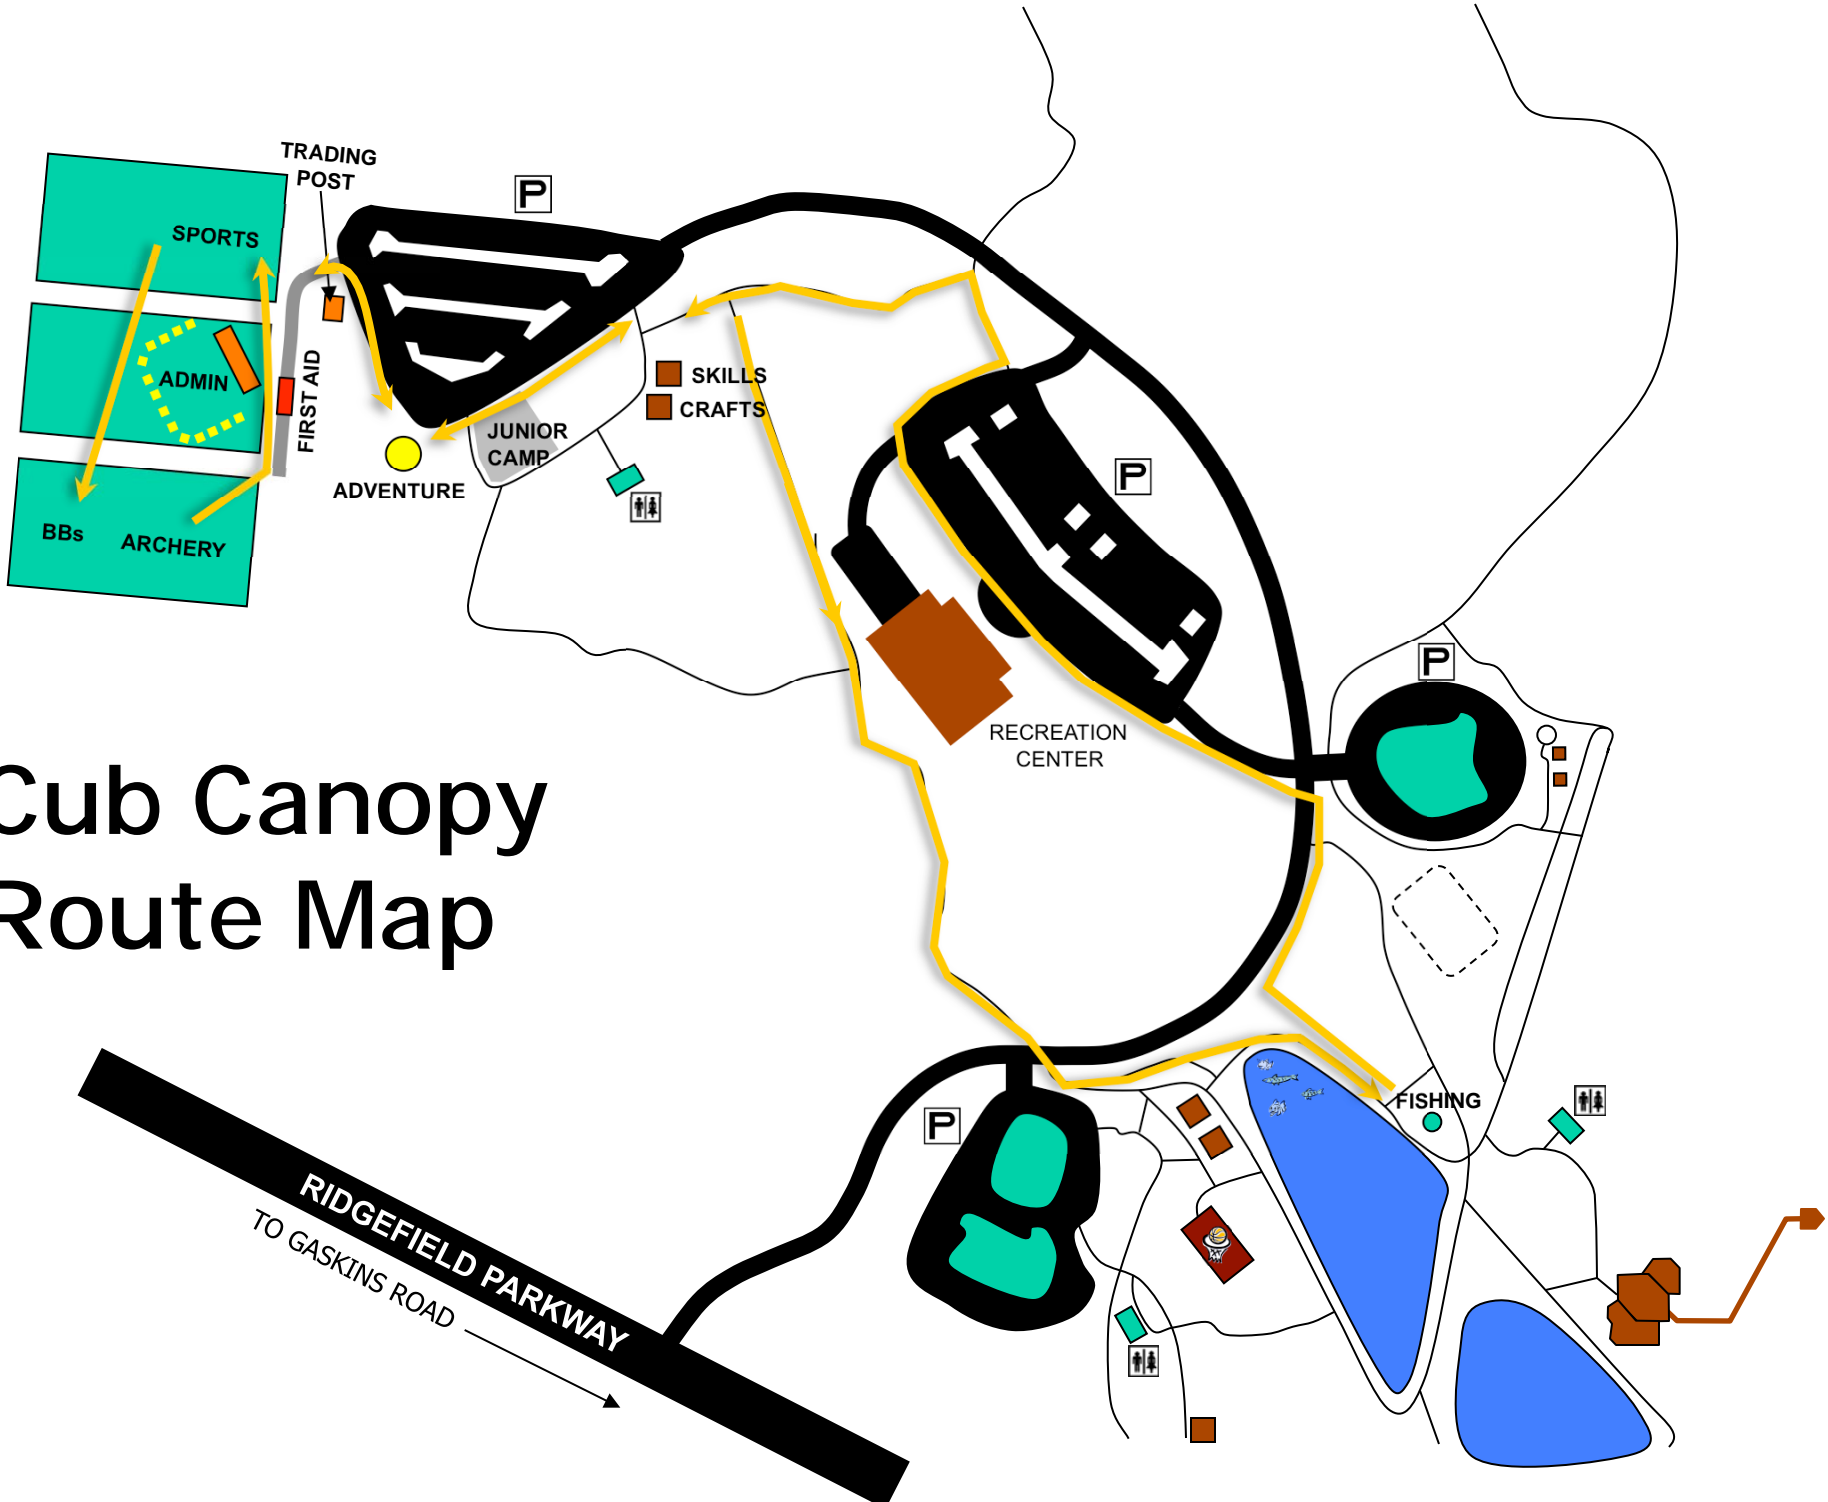 TRADING
POST
P
SPORTS
ADMIN
FIRST AID
SKILLS
CRAFTS
JUNIOR
CAMP
ADVENTURE
P
BBs
ARCHERY
P
RECREATION
CENTER
Cub Canopy
Route Map
P
FISHING
RIDGEFIELD PARKWAY
TO GASKINS ROAD